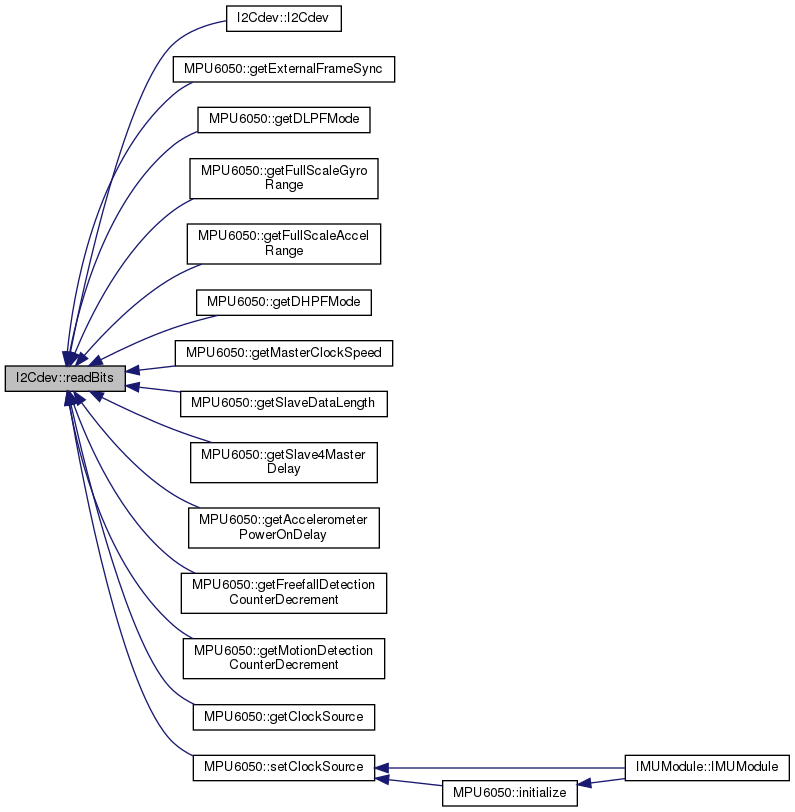 I2Cdev::I2Cdev
MPU6050::getExternalFrameSync
MPU6050::getDLPFMode
MPU6050::getFullScaleGyro
Range
MPU6050::getFullScaleAccel
Range
MPU6050::getDHPFMode
MPU6050::getMasterClockSpeed
I2Cdev::readBits
MPU6050::getSlaveDataLength
MPU6050::getSlave4Master
Delay
MPU6050::getAccelerometer
PowerOnDelay
MPU6050::getFreefallDetection
CounterDecrement
MPU6050::getMotionDetection
CounterDecrement
MPU6050::getClockSource
MPU6050::setClockSource
IMUModule::IMUModule
MPU6050::initialize